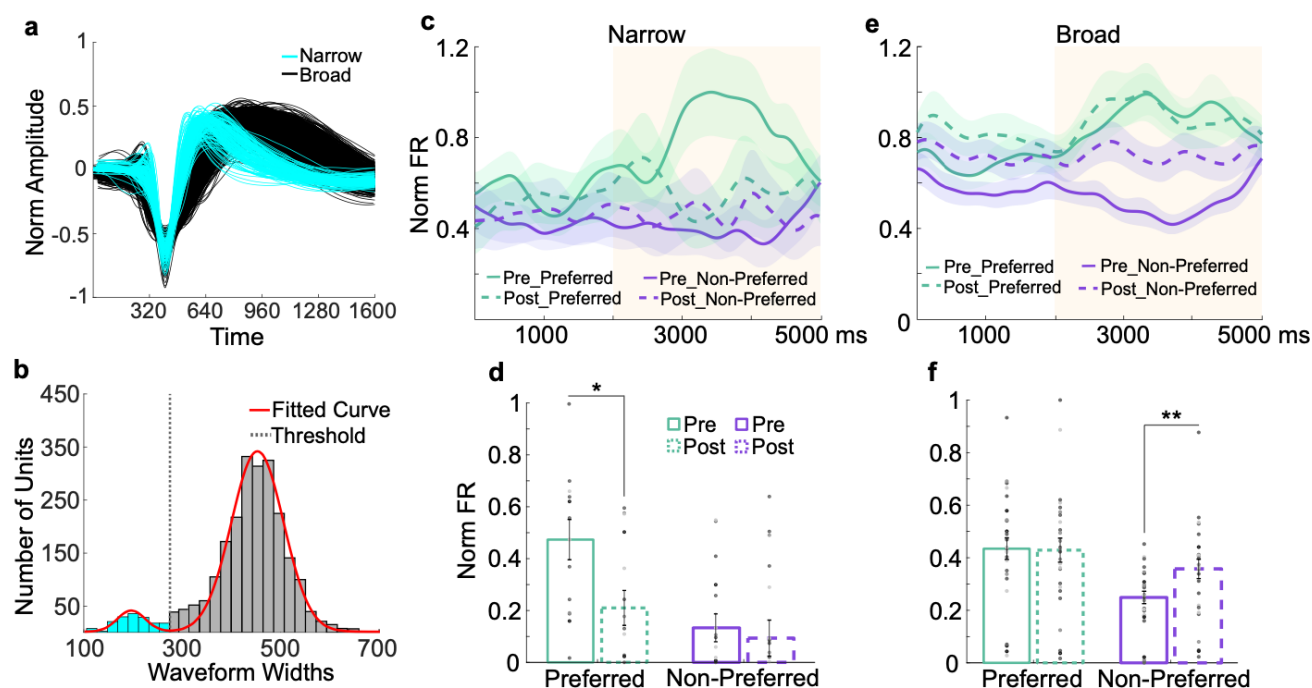 a
1
0.5
0
-0.5
-1
Norm Amplitude
Narrow
Broad
320 640 960 1280 1600
Time
b
450
350
250
150
50
Number of Units
Fitted Curve
Threshold
100 300 500 700
Waveform Widths
c
Narrow
1.2
0.8
0.4
Norm FR
Pre_Preferred Pre_Non-Preferred
Post_Preferred Post_Non-Preferred
1000 3000 5000 ms
d
1
0.8
0.6
0.4
0.2
0
Norm FR
*
Pre Pre
Post Post
Preferred Non-Preferred
e
Broad
1.2
0.8
0.4
0
Pre_Preferred Pre_Non-Preferred
Post_Preferred Post_Non-Preferred
1000 3000 5000 ms
f
1
0.8
0.6
0.4
0.2
0
**
Preferred Non-Preferred